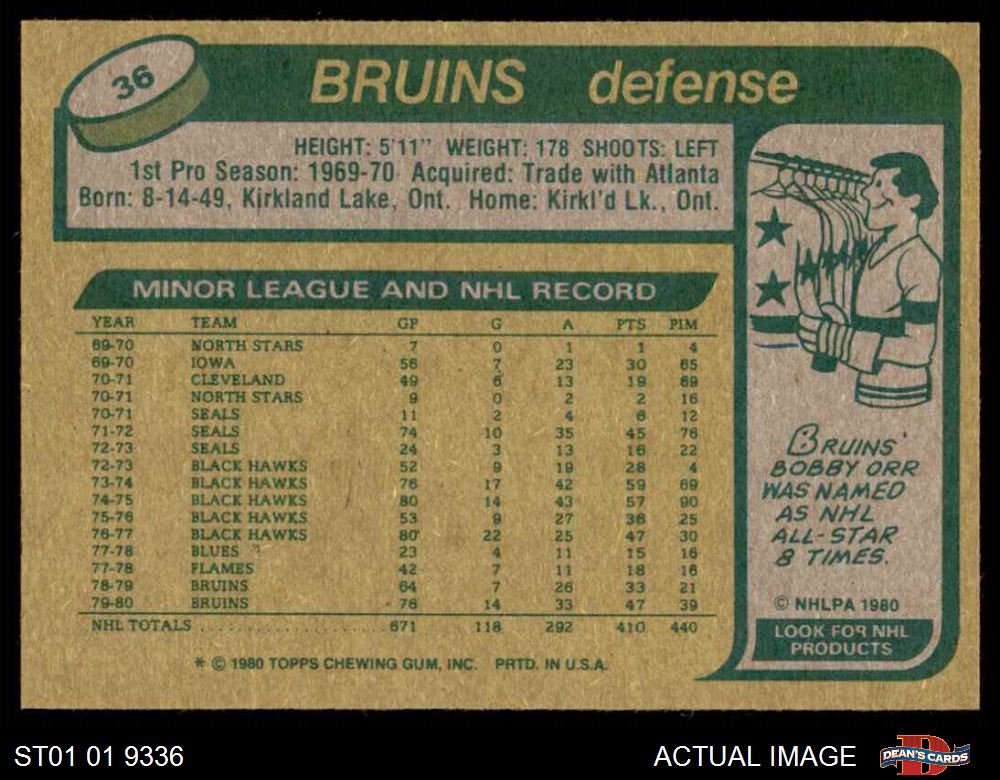 36
BRUINS defense
HEIGHT: 5'11" WEIGHT: 178 SHOOTS: LEFT
1st Pro Season: 1969-70 Acquired: Trade with Atlanta
Born: 8-14-49, Kirkland Lake, Ont. Home: Kirkl'd Lk., Ont.
MINOR LEAGUE AND NHL RECORD
YEAR TEAM GP G A PTS PIM
69-70 NORTH STARS 7 0 1 1 4
69-70 IOWA 56 7 23 30 65
70-71 CLEVELAND 49 6 13 19 69
70-71 NORTH STARS 9 0 2 2 16
70-71 SEALS 11 2 4 6 12
71-72 SEALS 74 10 35 45 76
72-73 SEALS 24 3 13 16 22
72-73 BLACK HAWKS 52 9 19 28 4
73-74 BLACK HAWKS 76 17 42 59 69
74-75 BLACK HAWKS 80 14 43 57 90
75-76 BLACK HAWKS 53 9 27 36 25
76-77 BLACK HAWKS 80 22 25 47 30
77-78 BLUES 23 4 11 15 16
77-78 FLAMES 42 7 11 18 16
78-79 BRUINS 64 7 26 33 21
79-80 BRUINS 76 14 33 47 39
NHL TOTALS .................... 671 118 292 410 440
* © 1980 TOPPS CHEWING GUM, INC. PRTD. IN U.S.A.
BRUINS'
BOBBY ORR
WAS NAMED
AS NHL
ALL-STAR
8 TIMES.
© NHLPA 1980
LOOK FOR NHL
PRODUCTS
ST01 01 9336
ACTUAL IMAGE
DEAN'S CARDS